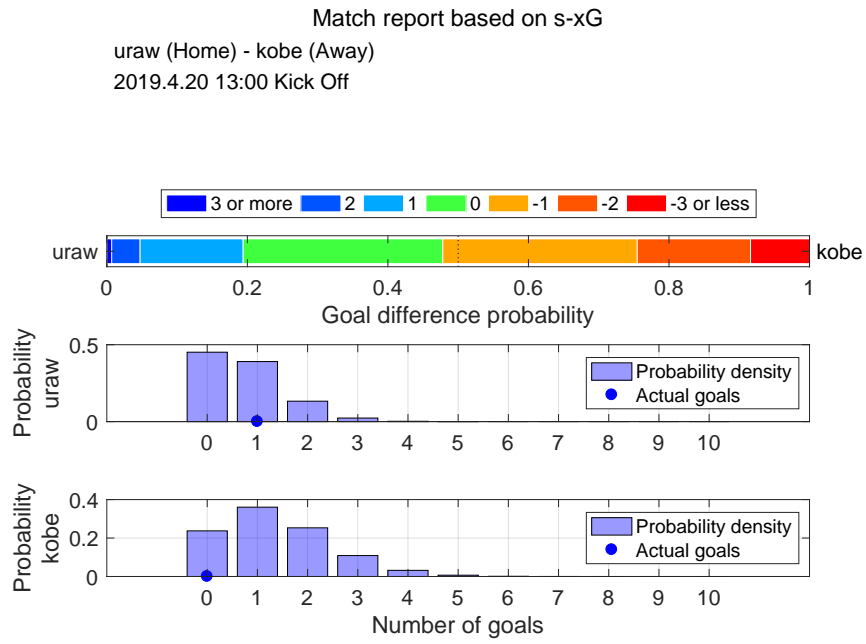 Match report based on s-xG
uraw (Home) - kobe (Away)
2019.4.20 13:00 Kick Off
3 or more 2 1 0 -1 -2 -3 or less
uraw kobe
0 0.2 0.4 0.6 0.8 1
Goal difference probability
Probability
uraw
0.5
0
Probability density
Actual goals
0 1 2 3 4 5 6 7 8 9 10
Probability
kobe
0.4
0.2
0
Probability density
Actual goals
0 1 2 3 4 5 6 7 8 9 10
Number of goals